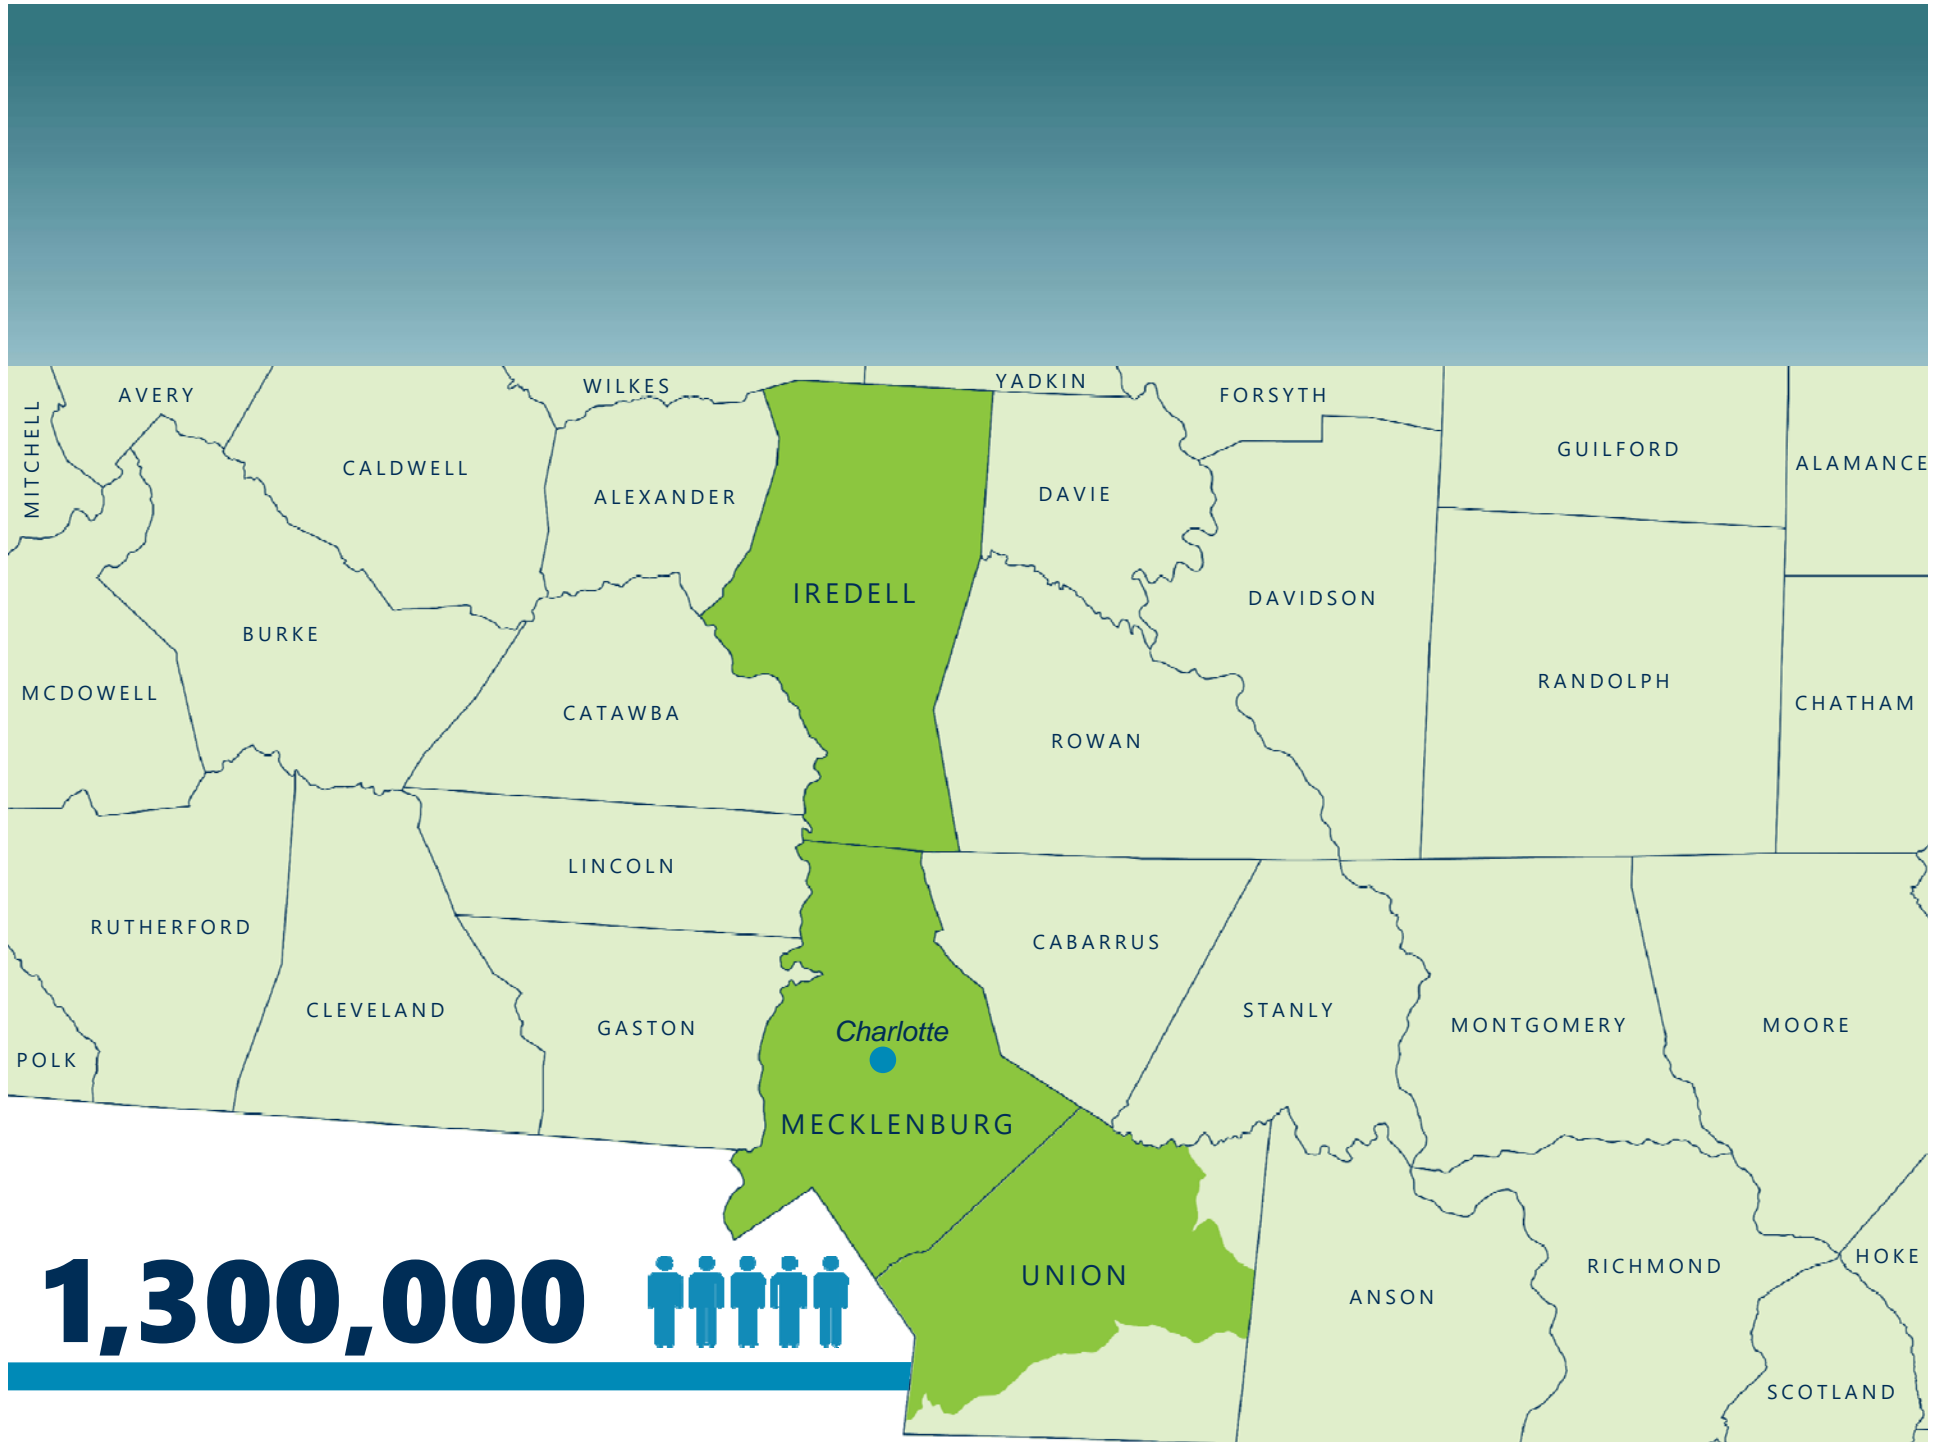 WILKES
YADKIN
AVERY
FORSYTH
MITCHELL
GUILFORD
ALAMANCE
CALDWELL
ALEXANDER
DAVIE
IREDELL
DAVIDSON
BURKE
RANDOLPH
MCDOWELL
CHATHAM
CATAWBA
ROWAN
LINCOLN
RUTHERFORD
CABARRUS
CLEVELAND
STANLY
GASTON
MONTGOMERY
MOORE
Charlotte
POLK
MECKLENBURG
HOKE
RICHMOND
UNION
ANSON
1,300,000
SCOTLAND